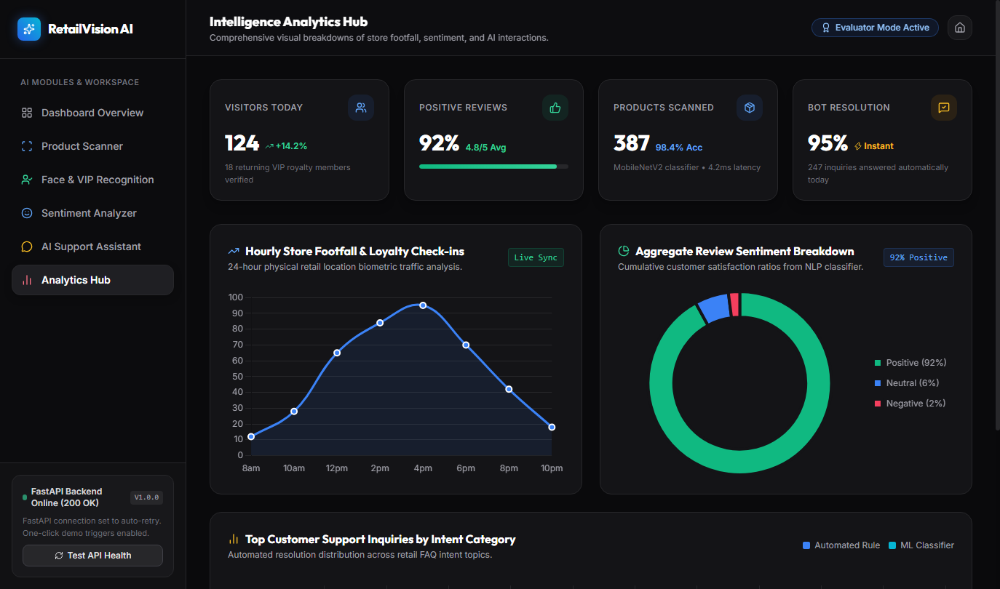 RetailVision AI
AI MODULES & WORKSPACE
Dashboard Overview
Product Scanner
Face & VIP Recognition
Sentiment Analyzer
AI Support Assistant
Analytics Hub
FastAPI Backend
Online (200 OK)
V1.0.0
FastAPI connection set to auto-retry.
One-click demo triggers enabled.
Test API Health
Intelligence Analytics Hub
Comprehensive visual breakdowns of store footfall, sentiment, and AI interactions.
Evaluator Mode Active
VISITORS TODAY
124 +14.2%
18 returning VIP royalty members
verified
POSITIVE REVIEWS
92% 4.8/5 Avg
PRODUCTS SCANNED
387 98.4% Acc
MobileNetV2 classifier • 4.2ms latency
BOT RESOLUTION
95% Instant
247 inquiries answered automatically
today
Hourly Store Footfall & Loyalty Check-ins
24-hour physical retail location biometric traffic analysis.
Live Sync
100
90
80
70
60
50
40
30
20
10
0
8am 10am 12pm 2pm 4pm 6pm 8pm 10pm
Aggregate Review Sentiment Breakdown
Cumulative customer satisfaction ratios from NLP classifier.
92% Positive
Positive (92%)
Neutral (6%)
Negative (2%)
Top Customer Support Inquiries by Intent Category
Automated resolution distribution across retail FAQ intent topics.
Automated Rule ML Classifier